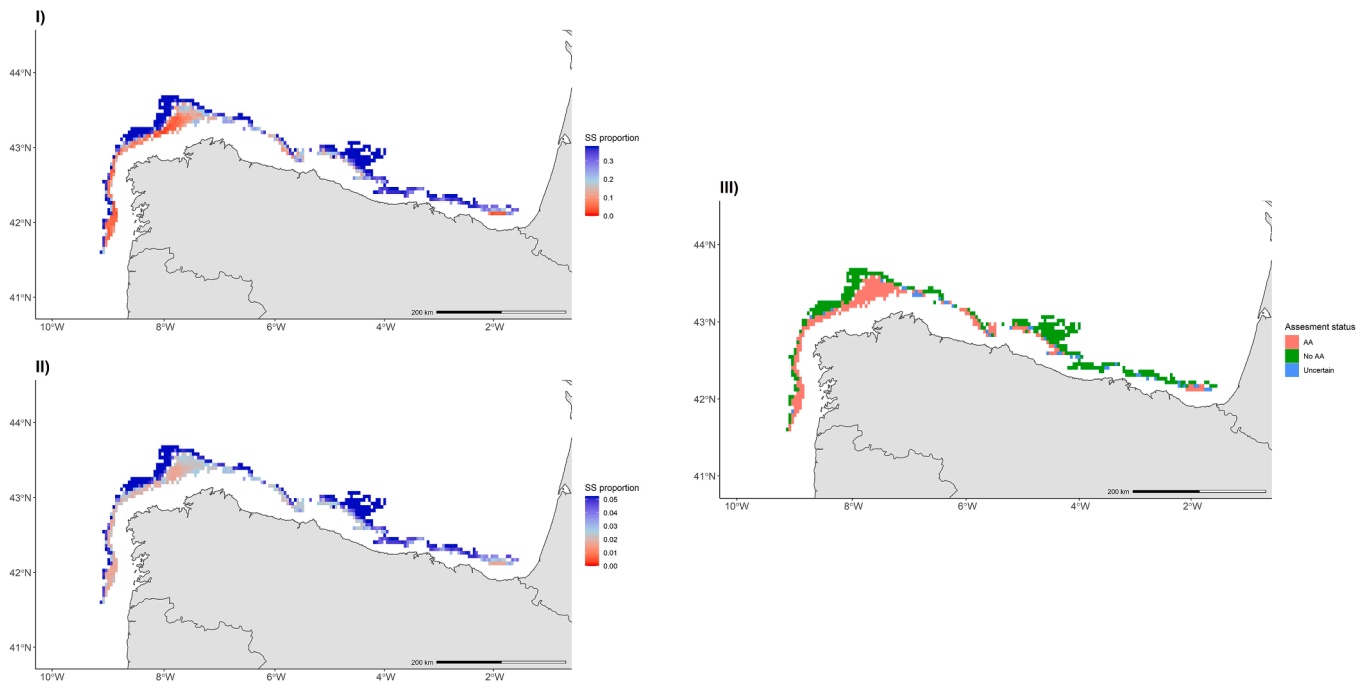 I)
44°N
43°N
42°N
41°N
10°W
8°W
6°W
4°W
2°W
200 km
SS proportion
0.3
0.2
0.1
0.0
II)
44°N
43°N
42°N
41°N
10°W
8°W
6°W
4°W
2°W
200 km
SS proportion
0.05
0.04
0.03
0.02
0.01
0.00
III)
44°N
43°N
42°N
41°N
10°W
8°W
6°W
4°W
2°W
200 km
Assesment status
AA
No AA
Uncertain